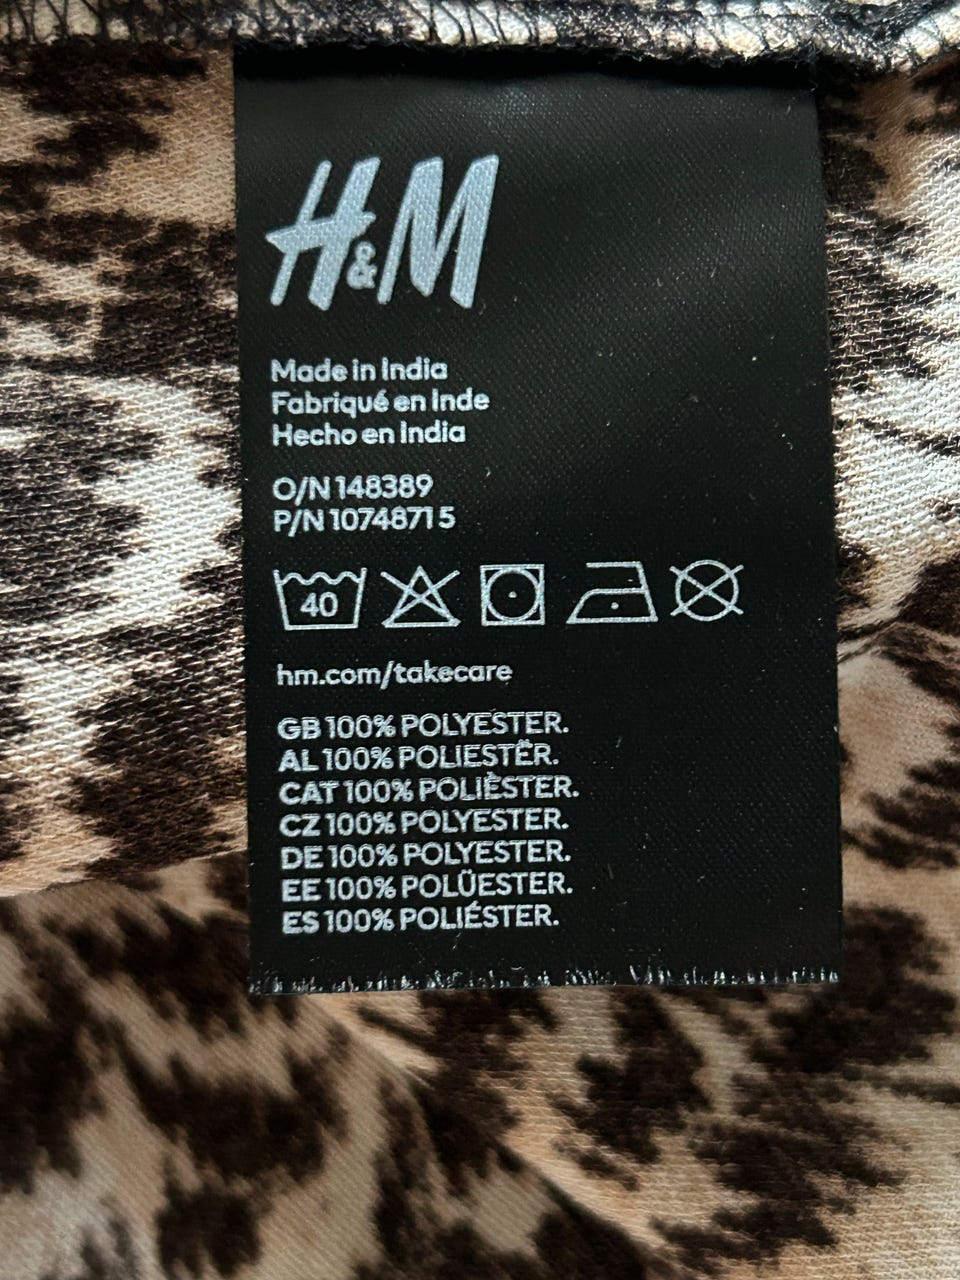 H&M
Made in India
Fabriqué en Inde
Hecho en India
O/N 148389
P/N 10748715
40
hm.com/takecare
GB 100% POLYESTER.
AL 100% POLIESTËR.
CAT 100% POLIÈSTER.
CZ 100% POLYESTER.
DE 100% POLYESTER.
EE 100% POLÜESTER.
ES 100% POLIÉSTER.